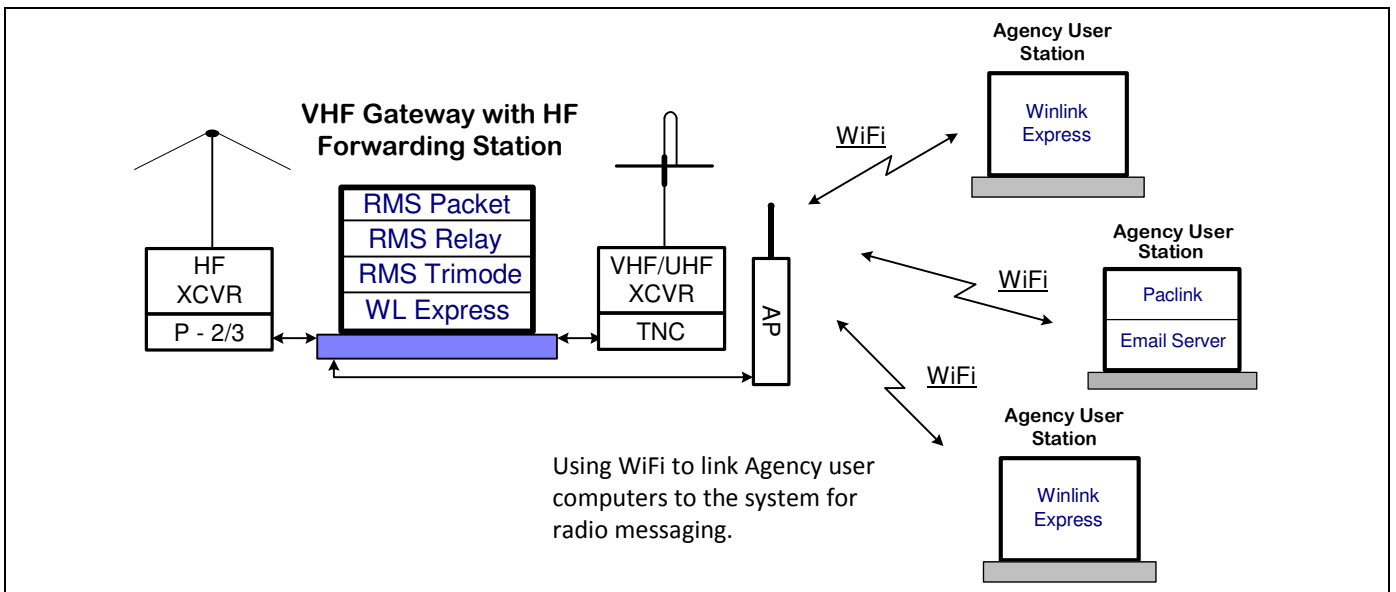 VHF Gateway with HF
Forwarding Station
HF
XCVR
P - 2/3
RMS Packet
RMS Relay
RMS Trimode
WL Express
VHF/UHF
XCVR
TNC
AP
WiFi
Agency User
Station
Winlink
Express
WiFi
Agency User
Station
Paclink
Email Server
WiFi
Agency User
Station
Winlink
Express
Using WiFi to link Agency user
computers to the system for
radio messaging.